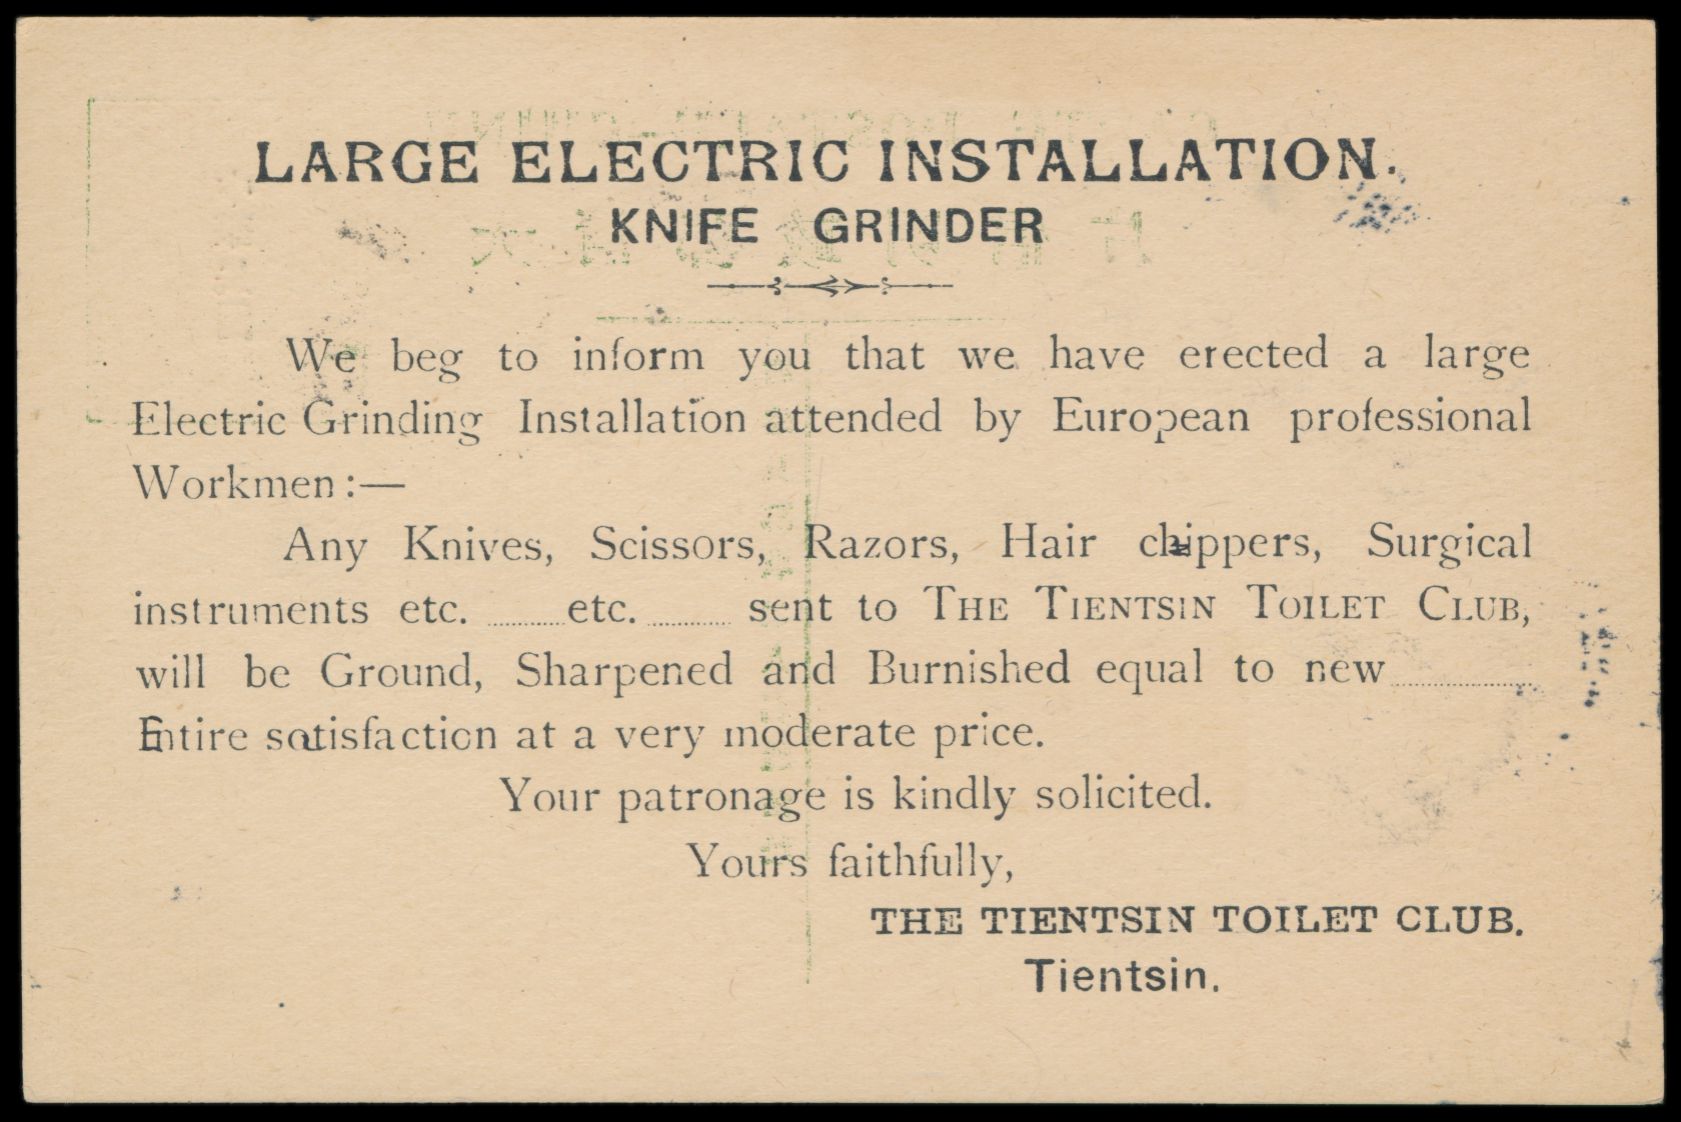 LARGE ELECTRIC INSTALLATION.
KNIFE GRINDER
We beg to inform you that we have erected a large
Electric Grinding Installation attended by European professional
Workmen :—
Any Knives, Scissors, Razors, Hair chippers, Surgical
instruments etc. ........... etc. ........... sent to THE TIENTSIN TOILET CLUB,
will be Ground, Sharpened and Burnished equal to new ....................
Entire satisfaction at a very moderate price.
Your patronage is kindly solicited.
Yours faithfully,
THE TIENTSIN TOILET CLUB.
Tientsin.